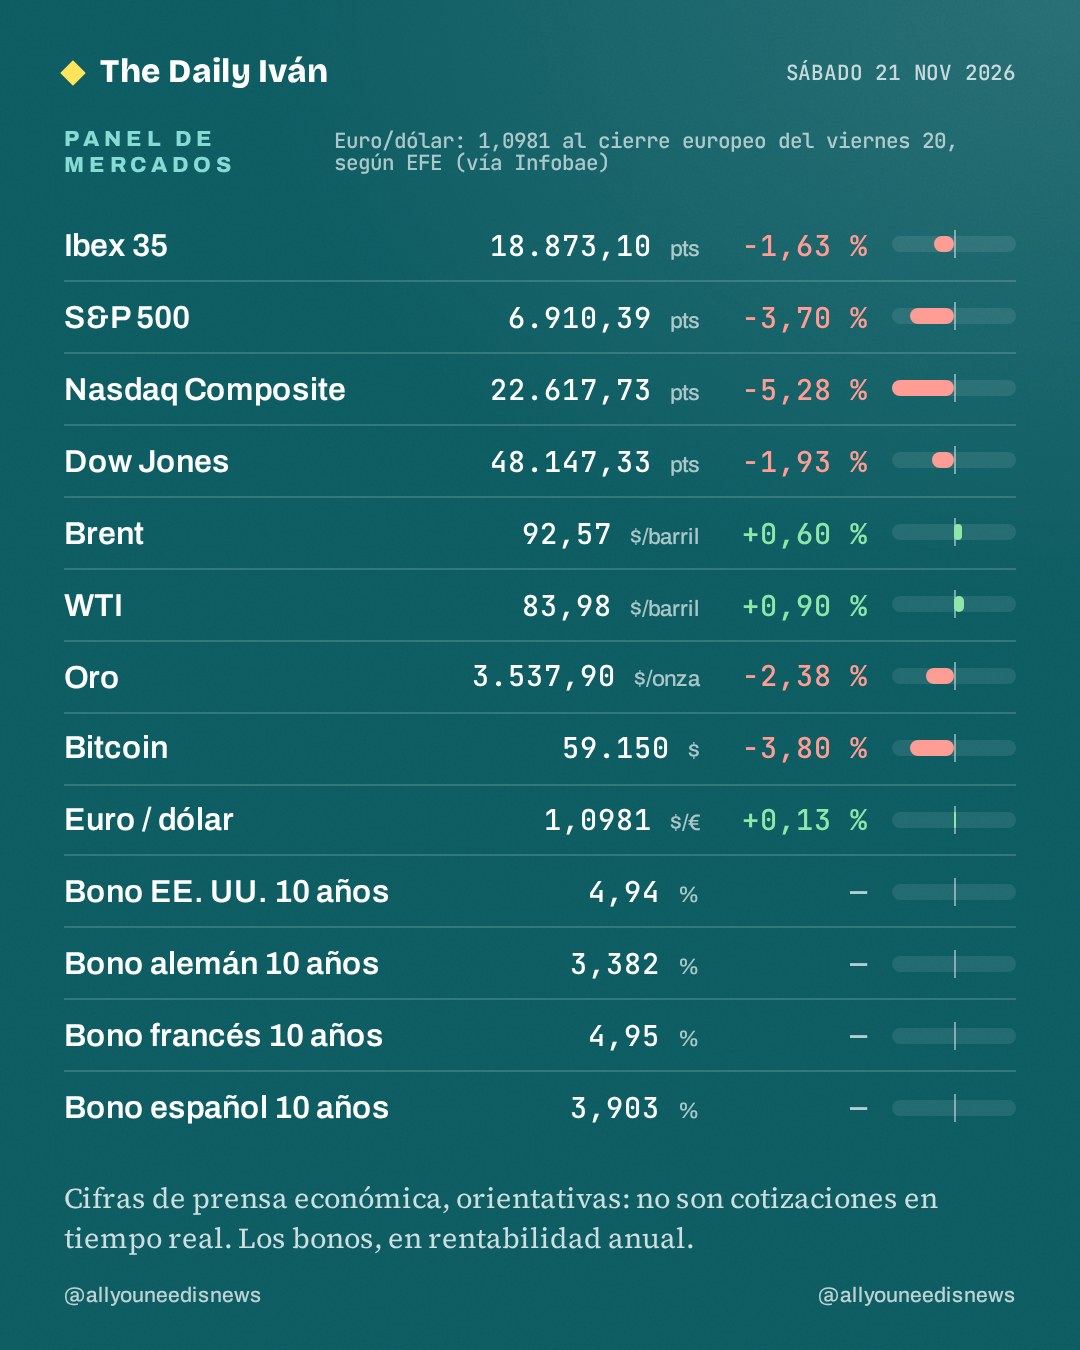 The Daily Iván
SÁBADO 21 NOV 2026
PANEL DE
MERCADOS
Euro/dólar: 1,0981 al cierre europeo del viernes 20,
según EFE (vía Infobae)
Ibex 35 18.873,10 pts -1,63 %
S&P 500 6.910,39 pts -3,70 %
Nasdaq Composite 22.617,73 pts -5,28 %
Dow Jones 48.147,33 pts -1,93 %
Brent 92,57 $/barril +0,60 %
WTI 83,98 $/barril +0,90 %
Oro 3.537,90 $/onza -2,38 %
Bitcoin 59.150 $ -3,80 %
Euro / dólar 1,0981 $/€ +0,13 %
Bono EE. UU. 10 años 4,94 % —
Bono alemán 10 años 3,382 % —
Bono francés 10 años 4,95 % —
Bono español 10 años 3,903 % —
Cifras de prensa económica, orientativas: no son cotizaciones en
tiempo real. Los bonos, en rentabilidad anual.
@allyouneedisnews
@allyouneedisnews